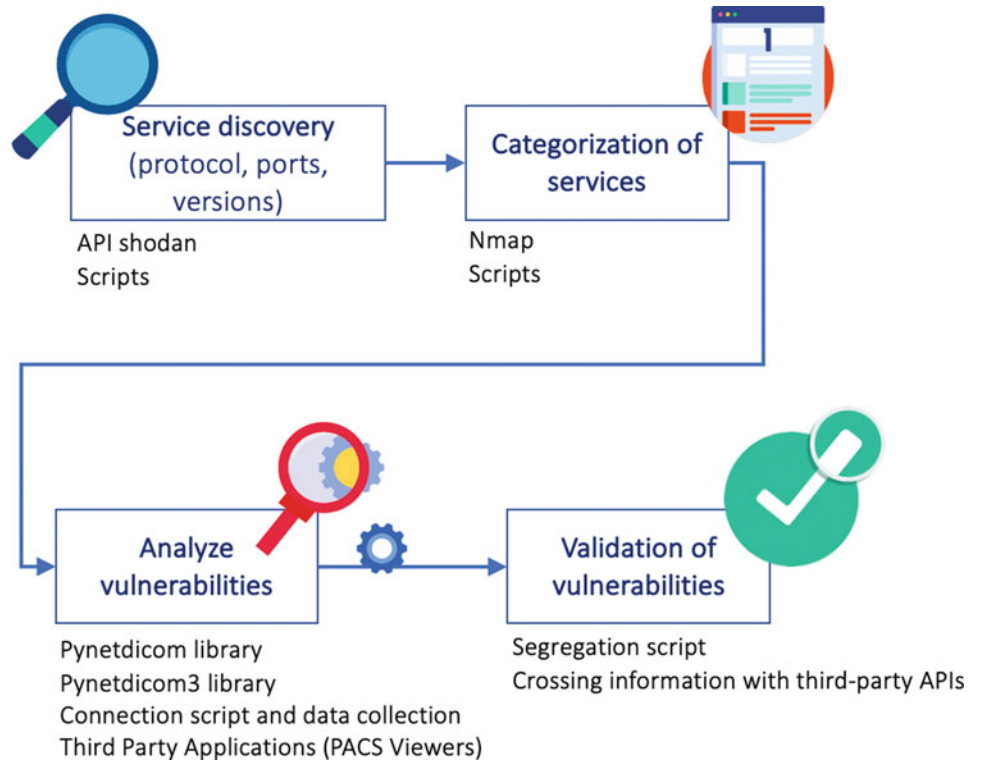 1
Service discovery
(protocol, ports,
versions)
API shodan
Scripts
Categorization of
services
Nmap
Scripts
Analyze
vulnerabilities
Pynetdicom library
Pynetdicom3 library
Connection script and data collection
Third Party Applications (PACS Viewers)
Validation of
vulnerabilities
Segregation script
Crossing information with third-party APIs